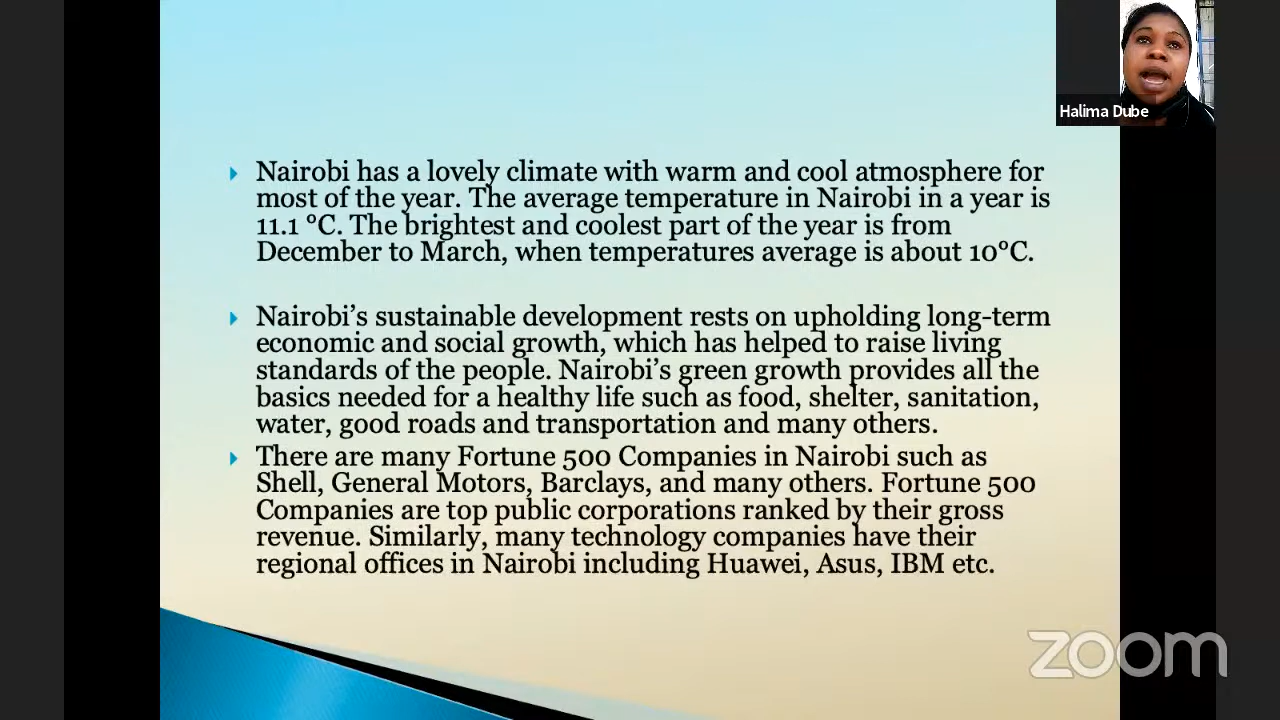 Halima Dube
Nairobi has a lovely climate with warm and cool atmosphere for
most of the year. The average temperature in Nairobi in a year is
11.1 °C. The brightest and coolest part of the year is from
December to March, when temperatures average is about 10°C.
Nairobi’s sustainable development rests on upholding long-term
economic and social growth, which has helped to raise living
standards of the people. Nairobi’s green growth provides all the
basics needed for a healthy life such as food, shelter, sanitation,
water, good roads and transportation and many others.
There are many Fortune 500 Companies in Nairobi such as
Shell, General Motors, Barclays, and many others. Fortune 500
Companies are top public corporations ranked by their gross
revenue. Similarly, many technology companies have their
regional offices in Nairobi including Huawei, Asus, IBM etc.
zoom